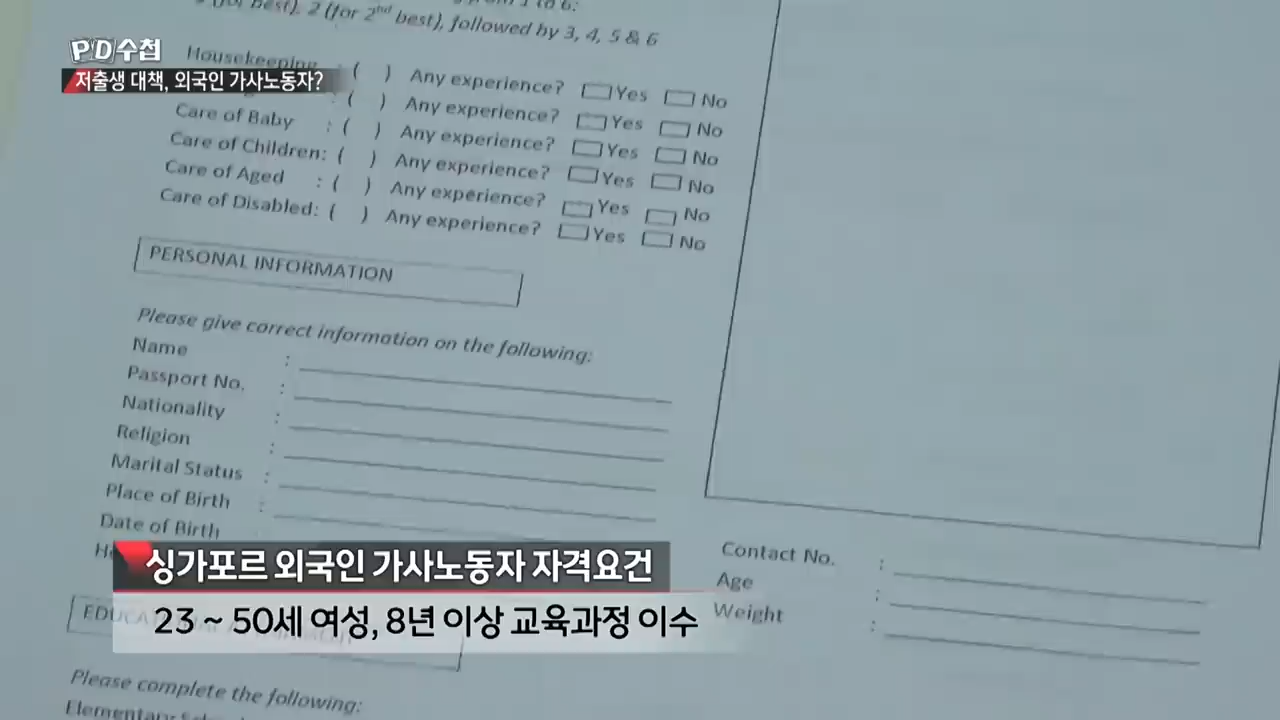 (for best), 2 (for 2nd best), followed by 3, 4, 5 & 6
PD수첩
저출생 대책, 외국인 가사노동자?
Housekeeping : ( ) Any experience? Yes No
: ( ) Any experience? Yes No
Care of Baby : ( ) Any experience? Yes No
Care of Children: ( ) Any experience? Yes No
Care of Aged : ( ) Any experience? Yes No
Care of Disabled: ( ) Any experience? Yes No
PERSONAL INFORMATION
Please give correct information on the following:
Name :
Passport No. :
Nationality :
Religion :
Marital Status :
Place of Birth :
Date of Birth
Contact No. :
Age :
Weight :
싱가포르 외국인 가사노동자 자격요건
23 ~ 50세 여성, 8년 이상 교육과정 이수
Please complete the following:
Elementary